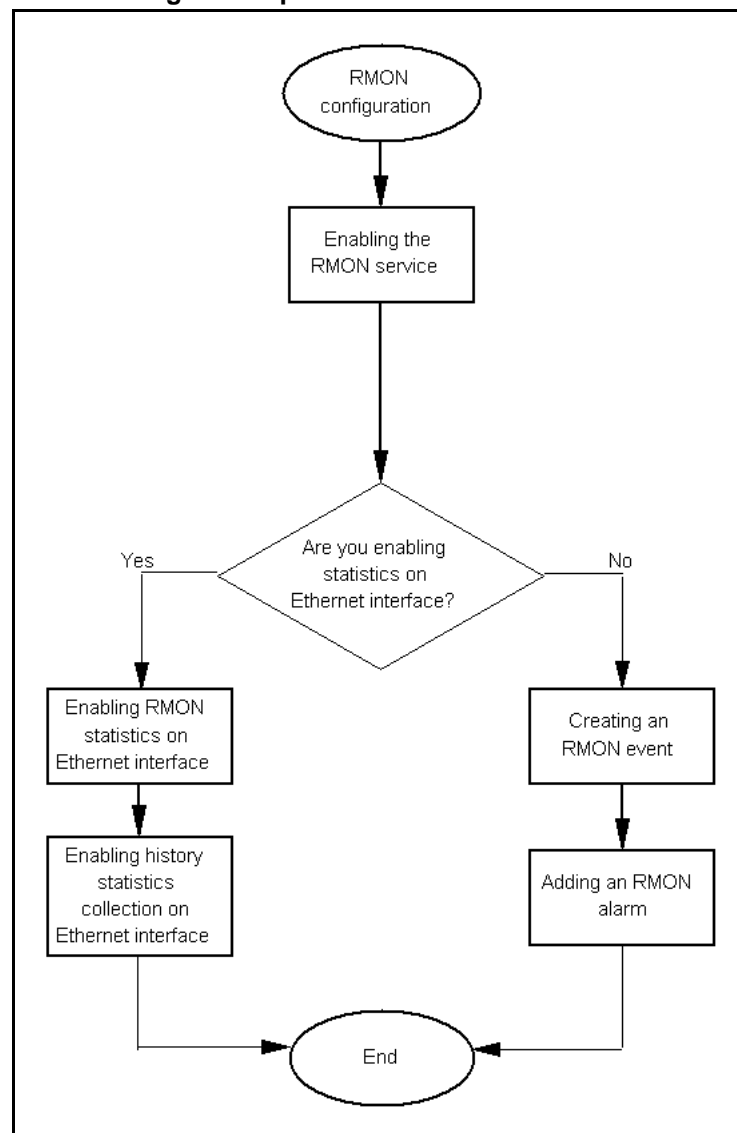 RMON
configuration
Enabling the
RMON service
Are you enabling
statistics on
Ethernet interface?
Yes
No
Enabling RMON
statistics on
Ethernet interface
Creating an
RMON event
Enabling history
statistics
collection on
Ethernet interface
Adding an RMON
alarm
End